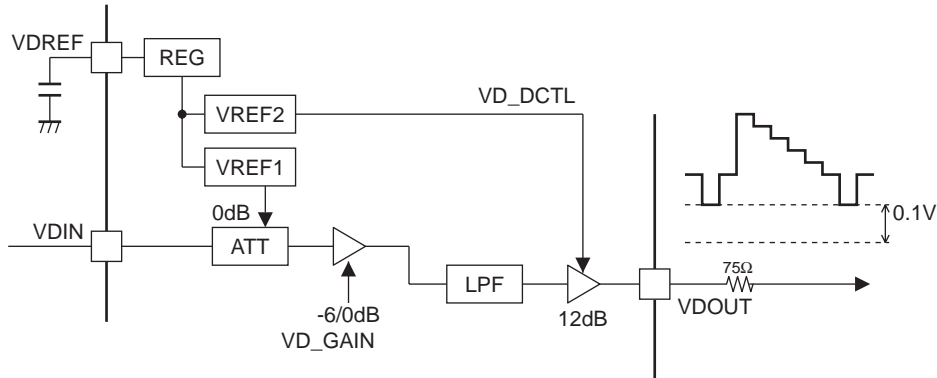 VDREF
REG
VREF2
VD_DCTL
VREF1
0.1V
0dB
VDIN
ATT
LPF
75Ω
-6/0dB
VD_GAIN
12dB
VDOUT